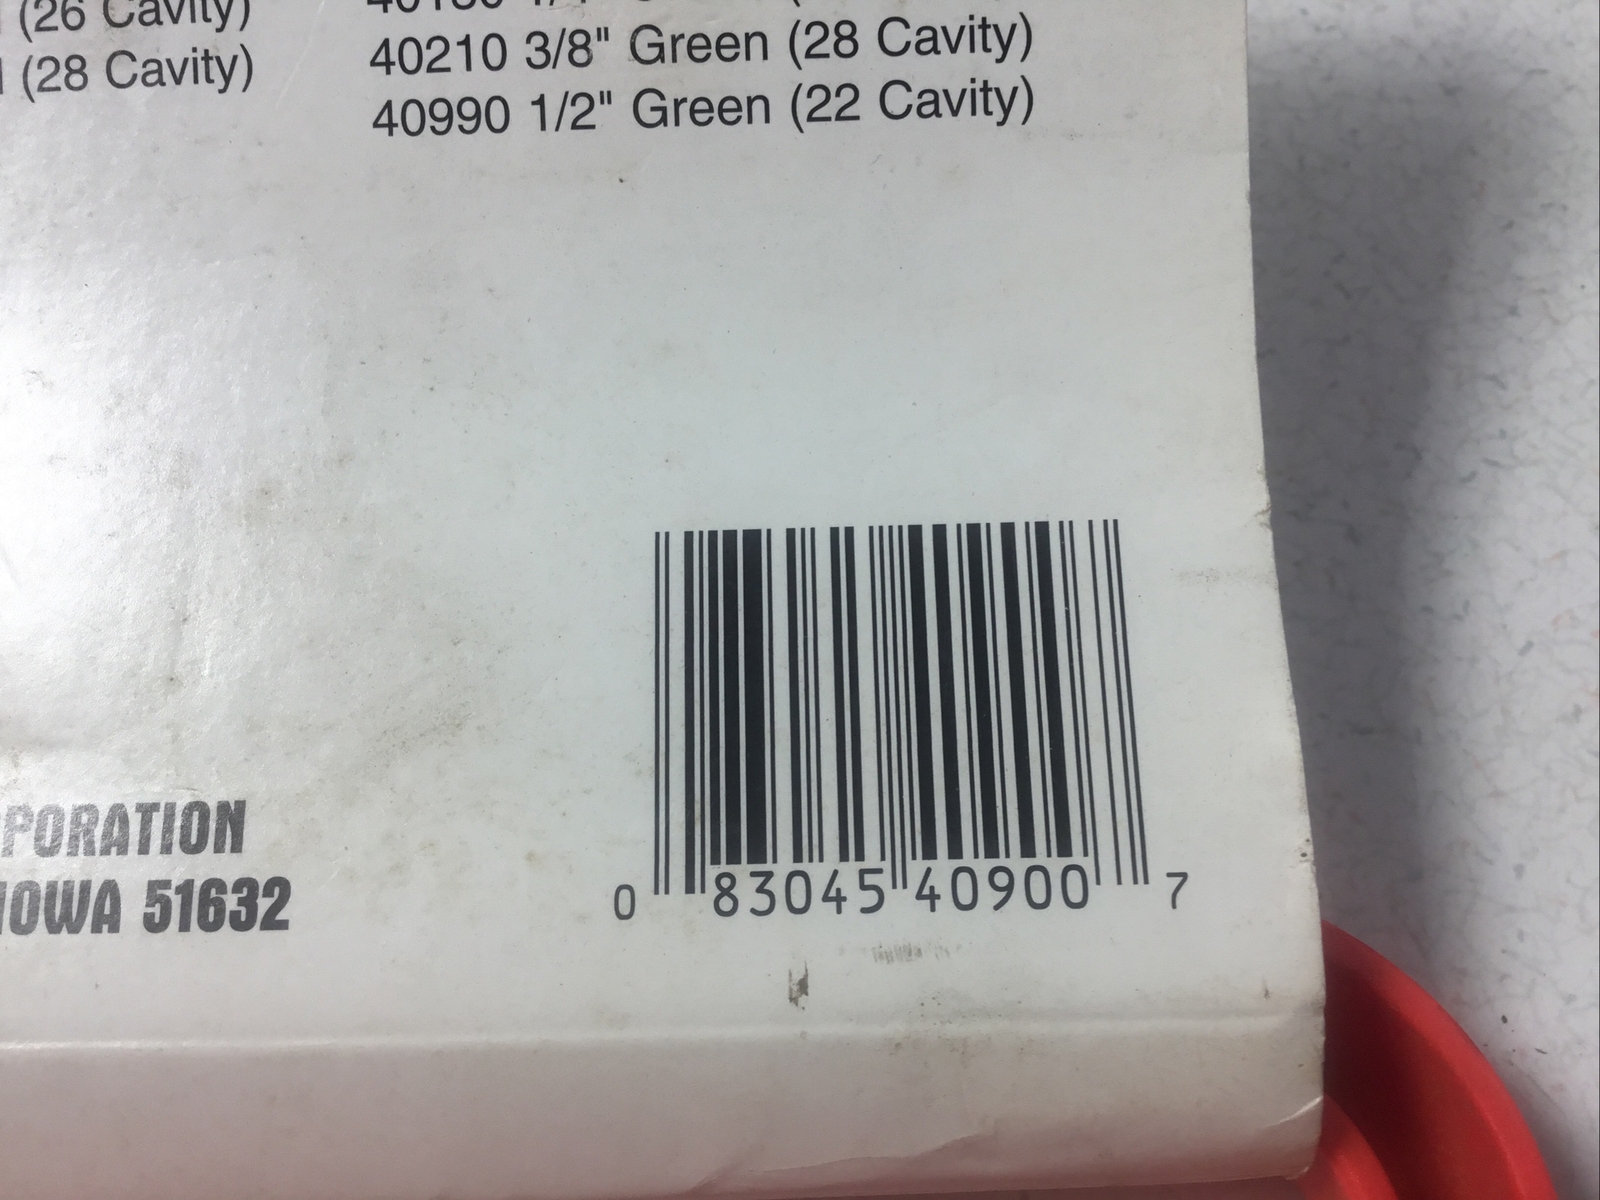 (26 Cavity)
(28 Cavity)
40210 3/8" Green (28 Cavity)
40990 1/2" Green (22 Cavity)
PORATION
IOWA 51632
0 83045 40900 7